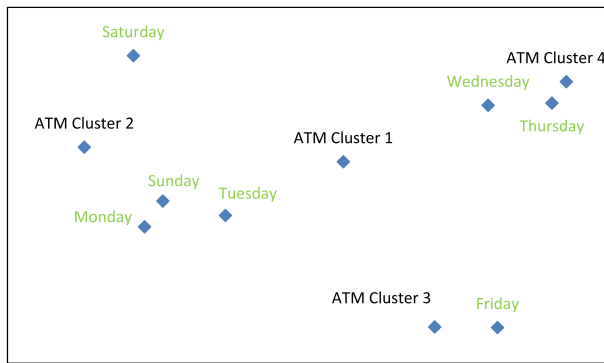 Saturday
ATM Cluster 4
Wednesday
Thursday
ATM Cluster 2
ATM Cluster 1
Sunday
Tuesday
Monday
ATM Cluster 3
Friday